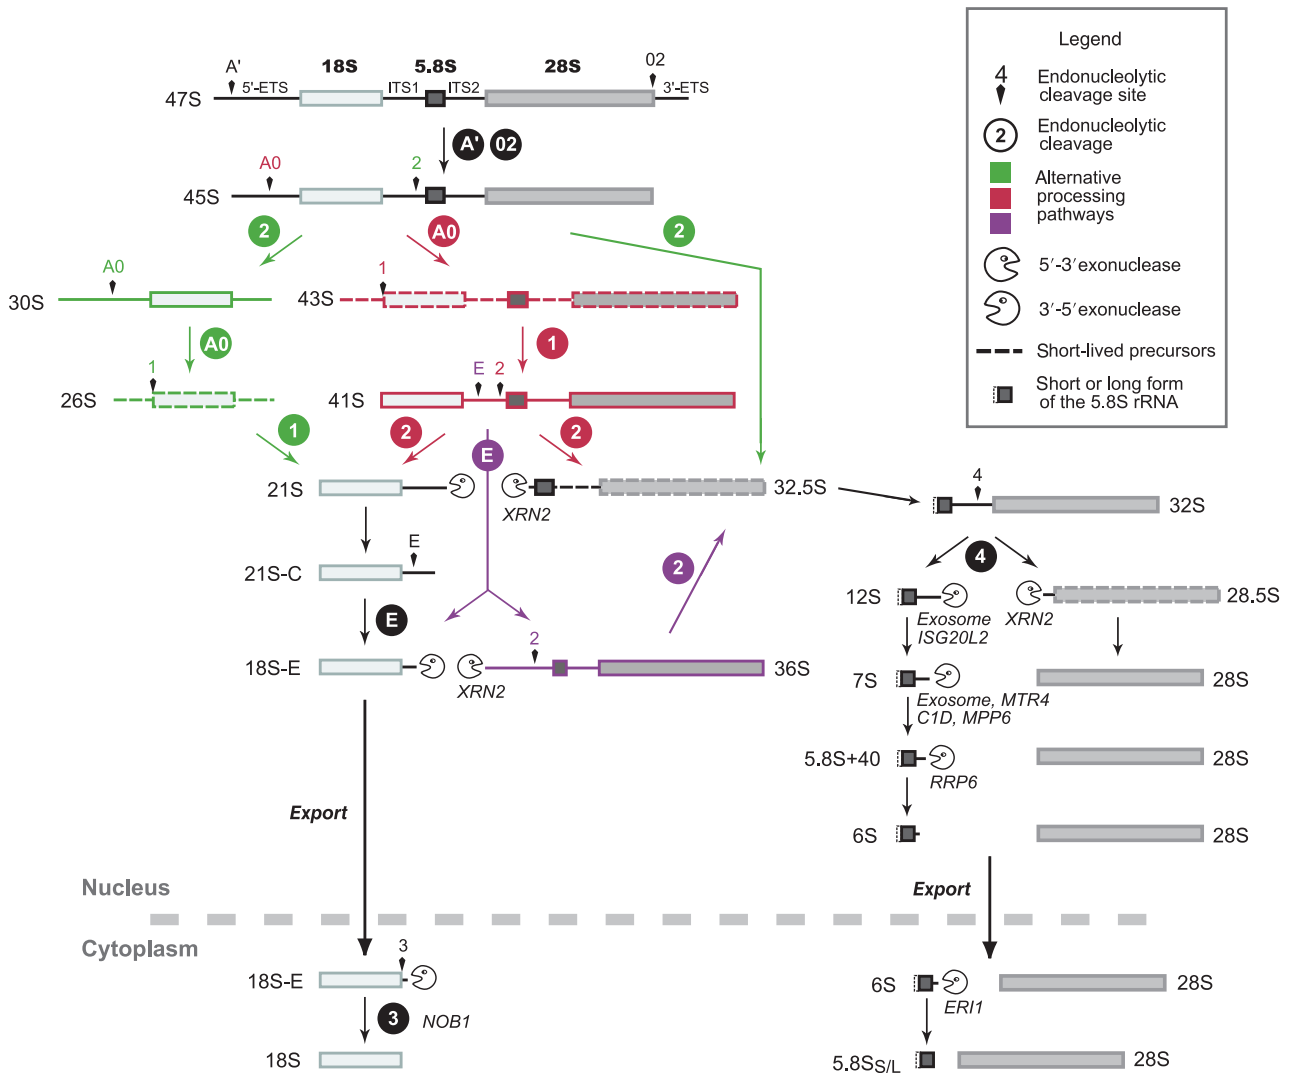 Legend
4
Endonucleolytic
cleavage site
2
Endonucleolytic
cleavage
Alternative
processing
pathways
5′-3′ exonuclease
3′-5′ exonuclease
Short-lived precursors
Short or long form
of the 5.8S rRNA
18S 5.8S 28S
A' 5'-ETS ITS1 ITS2 02 3'-ETS
47S
A' 02
A0 2
45S
2 A0 2
A0 1
30S 43S
A0 1
1 E 2
26S 41S
1 2 E 2
21S 32.5S
XRN2
4
32S
E
21S-C
2 4
E
12S 28.5S
Exosome
ISG20L2
XRN2
2
18S-E 36S
XRN2
7S 28S
Exosome, MTR4
C1D, MPP6
5.8S+40 28S
RRP6
Export
6S 28S
Nucleus
Export
Cytoplasm
3
18S-E
6S 28S
ERI1
3 NOB1
18S
5.8SS/L 28S